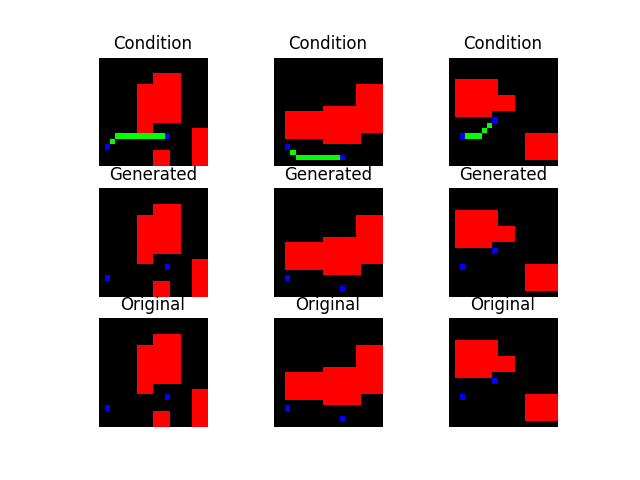 Condition Condition Condition
Generated Generated Generated
Original Original Original